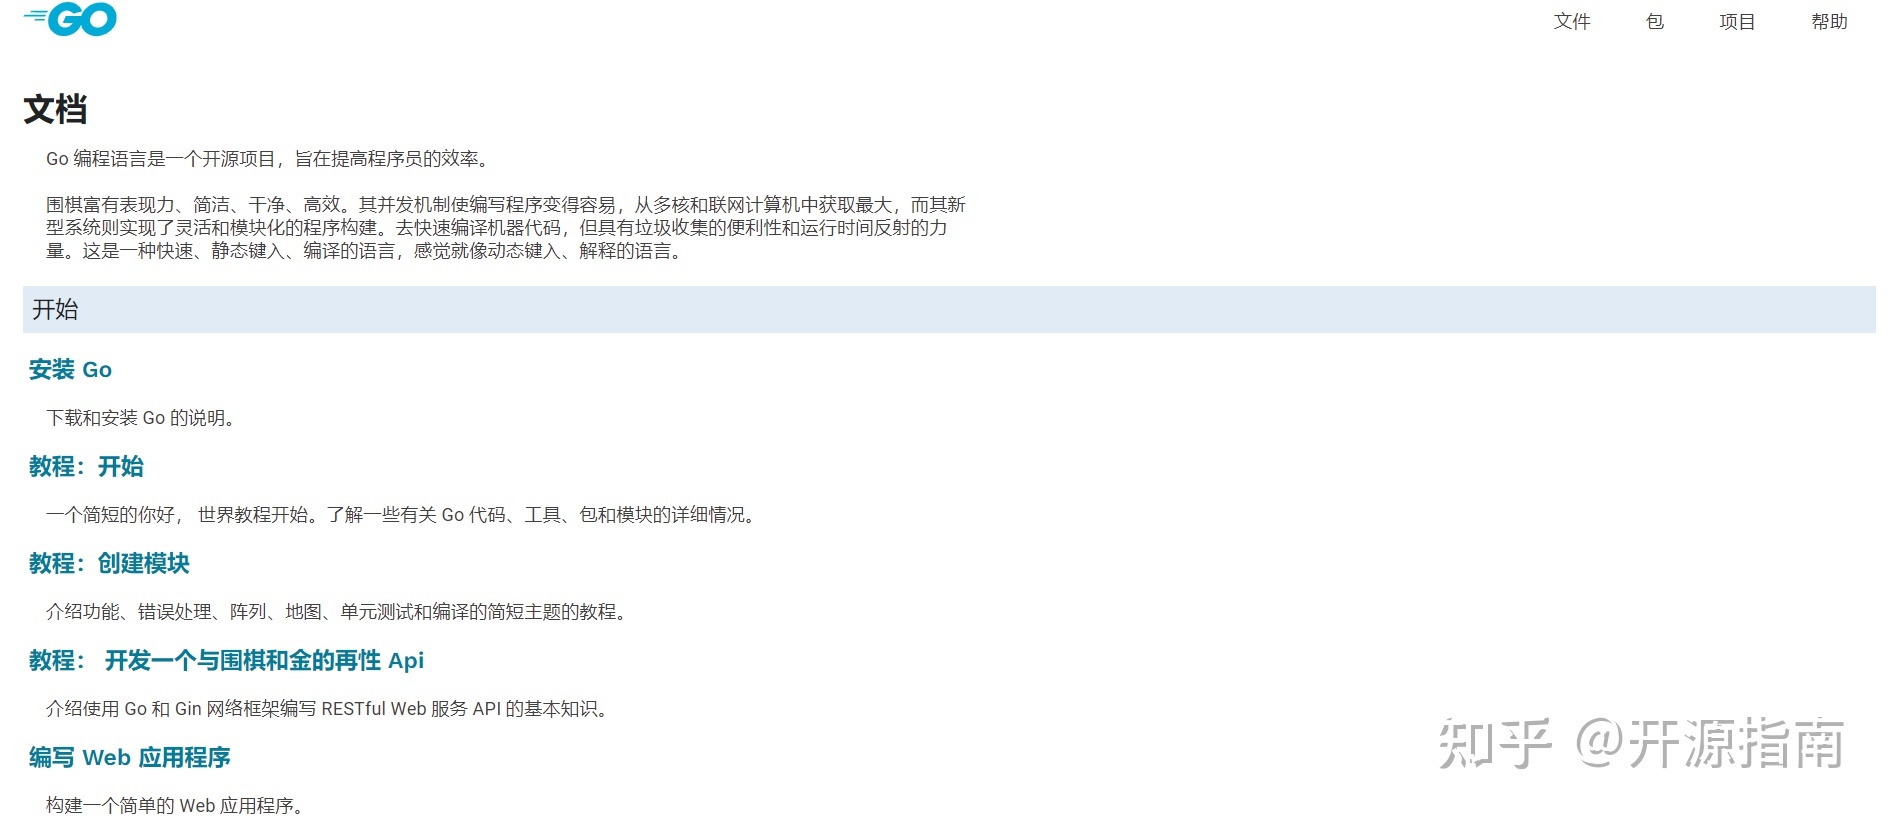 GO
文件 包 项目 帮助
文档
Go 编程语言是一个开源项目，旨在提高程序员的效率。
围棋富有表现力、简洁、干净、高效。其并发机制使编写程序变得容易，从多核和联网计算机中获取最大，而其新
型系统则实现了灵活和模块化的程序构建。去快速编译机器代码，但具有垃圾收集的便利性和运行时间反射的力
量。这是一种快速、静态键入、编译的语言，感觉就像动态键入、解释的语言。
开始
安装 Go
下载和安装 Go 的说明。
教程：开始
一个简短的你好， 世界教程开始。了解一些有关 Go 代码、工具、包和模块的详细情况。
教程：创建模块
介绍功能、错误处理、阵列、地图、单元测试和编译的简短主题的教程。
教程： 开发一个与围棋和金的再性 Api
介绍使用 Go 和 Gin 网络框架编写 RESTful Web 服务 API 的基本知识。
编写 Web 应用程序
构建一个简单的 Web 应用程序。
知乎 @开源指南